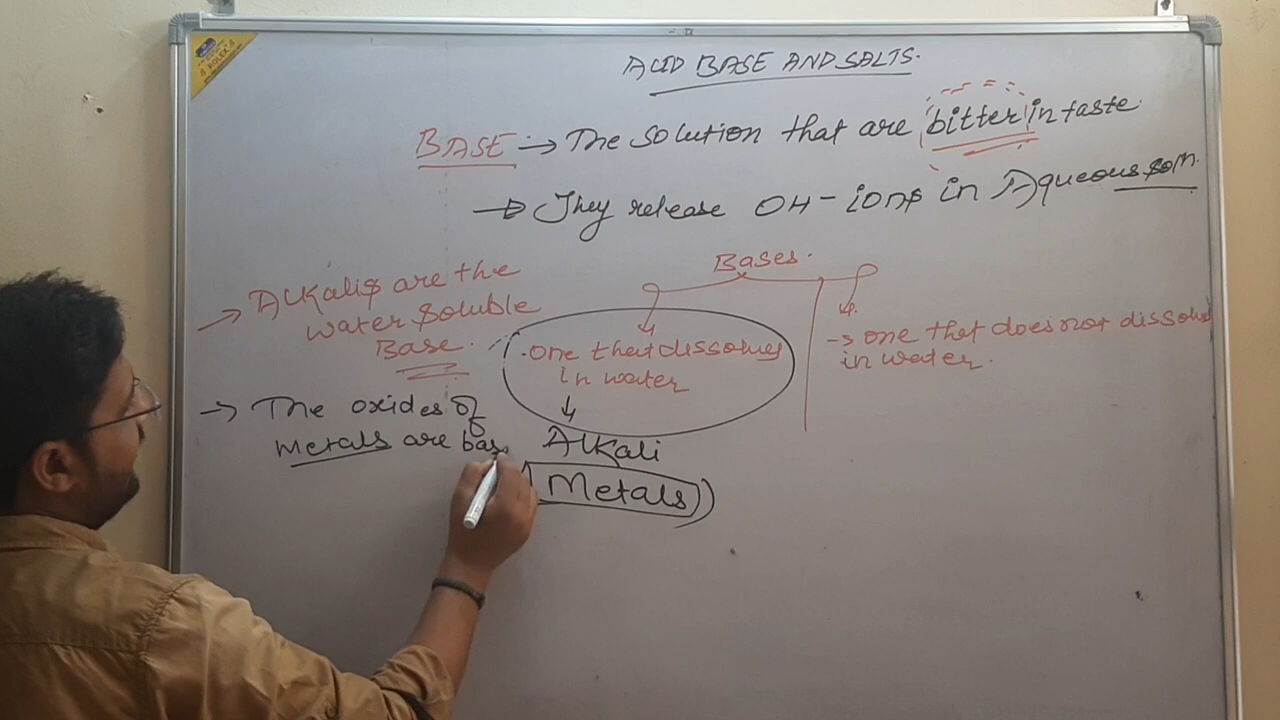 ACID BASE AND SALTS.
BASE → The solution that are bitter in taste
→ They release OH- ions in Aqueous soln.
Bases.
→ Alkalis are the
water soluble
Base.
.one that dissolves
in water
→ one that does not dissolve
in water.
→ The oxides of
metals are bas
Alkali
(Metals)